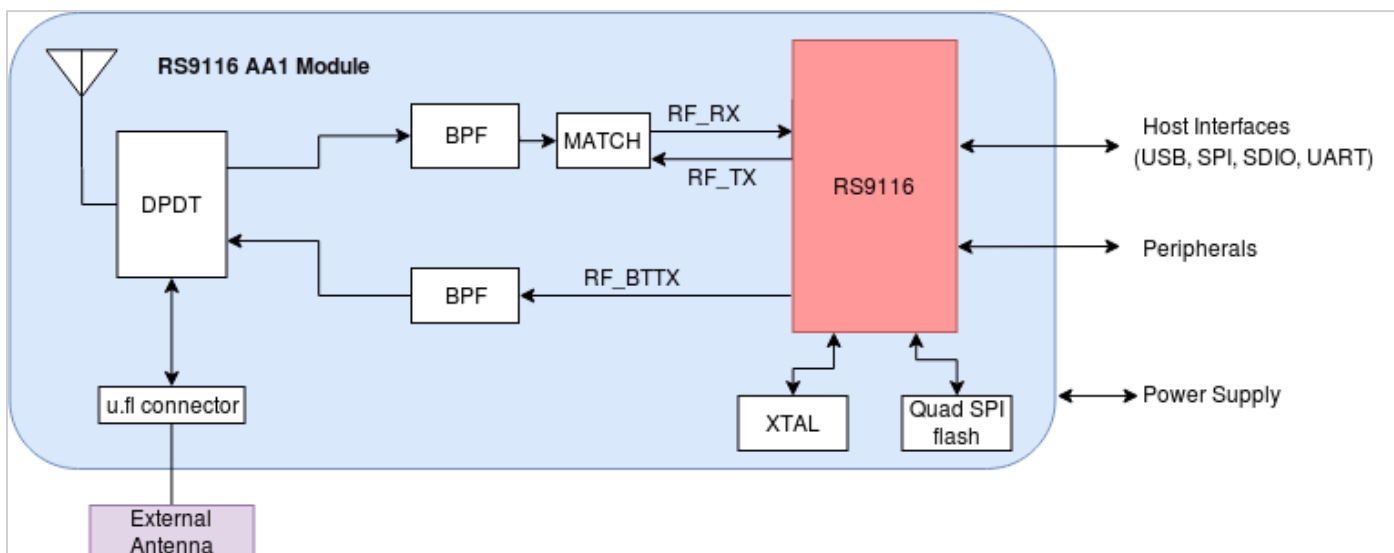 RS9116 AA1 Module
BPF
MATCH
RF_RX
RF_TX
RS9116
Host Interfaces
(USB, SPI, SDIO, UART)
DPDT
Peripherals
BPF
RF_BTTX
u.fl connector
XTAL
Quad SPI
flash
Power Supply
External
Antenna